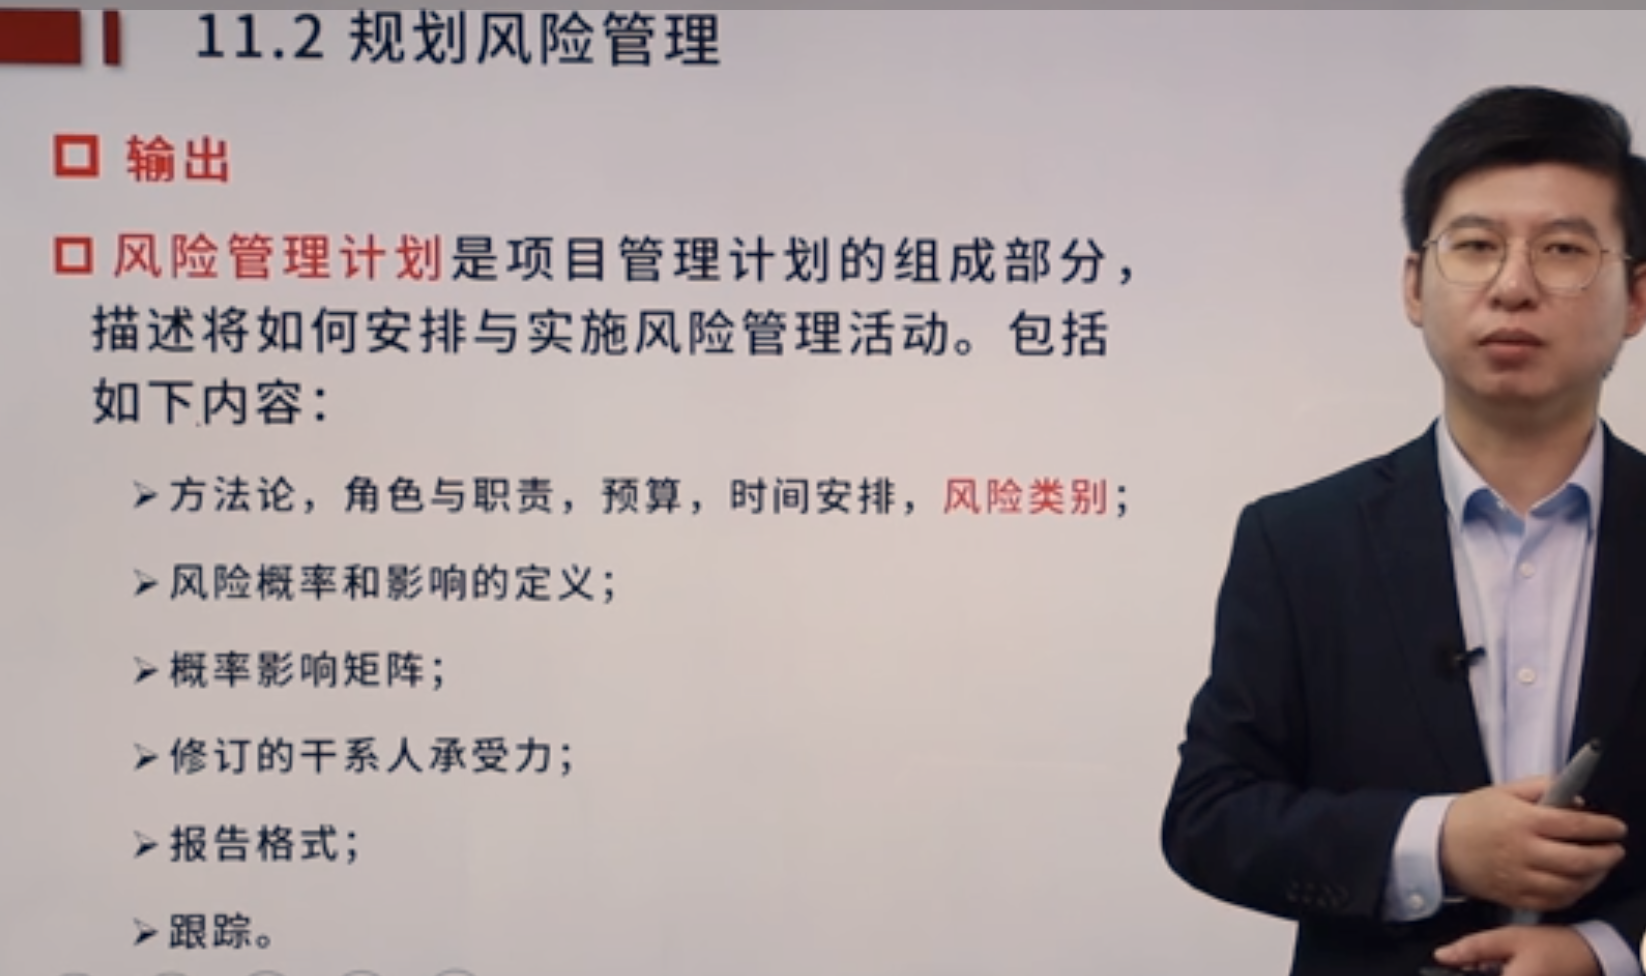 11.2 规划风险管理
输出
风险管理计划是项目管理计划的组成部分，
描述将如何安排与实施风险管理活动。包括
如下内容：
方法论，角色与职责，预算，时间安排，风险类别；
风险概率和影响的定义；
概率影响矩阵；
修订的干系人承受力；
报告格式；
跟踪。